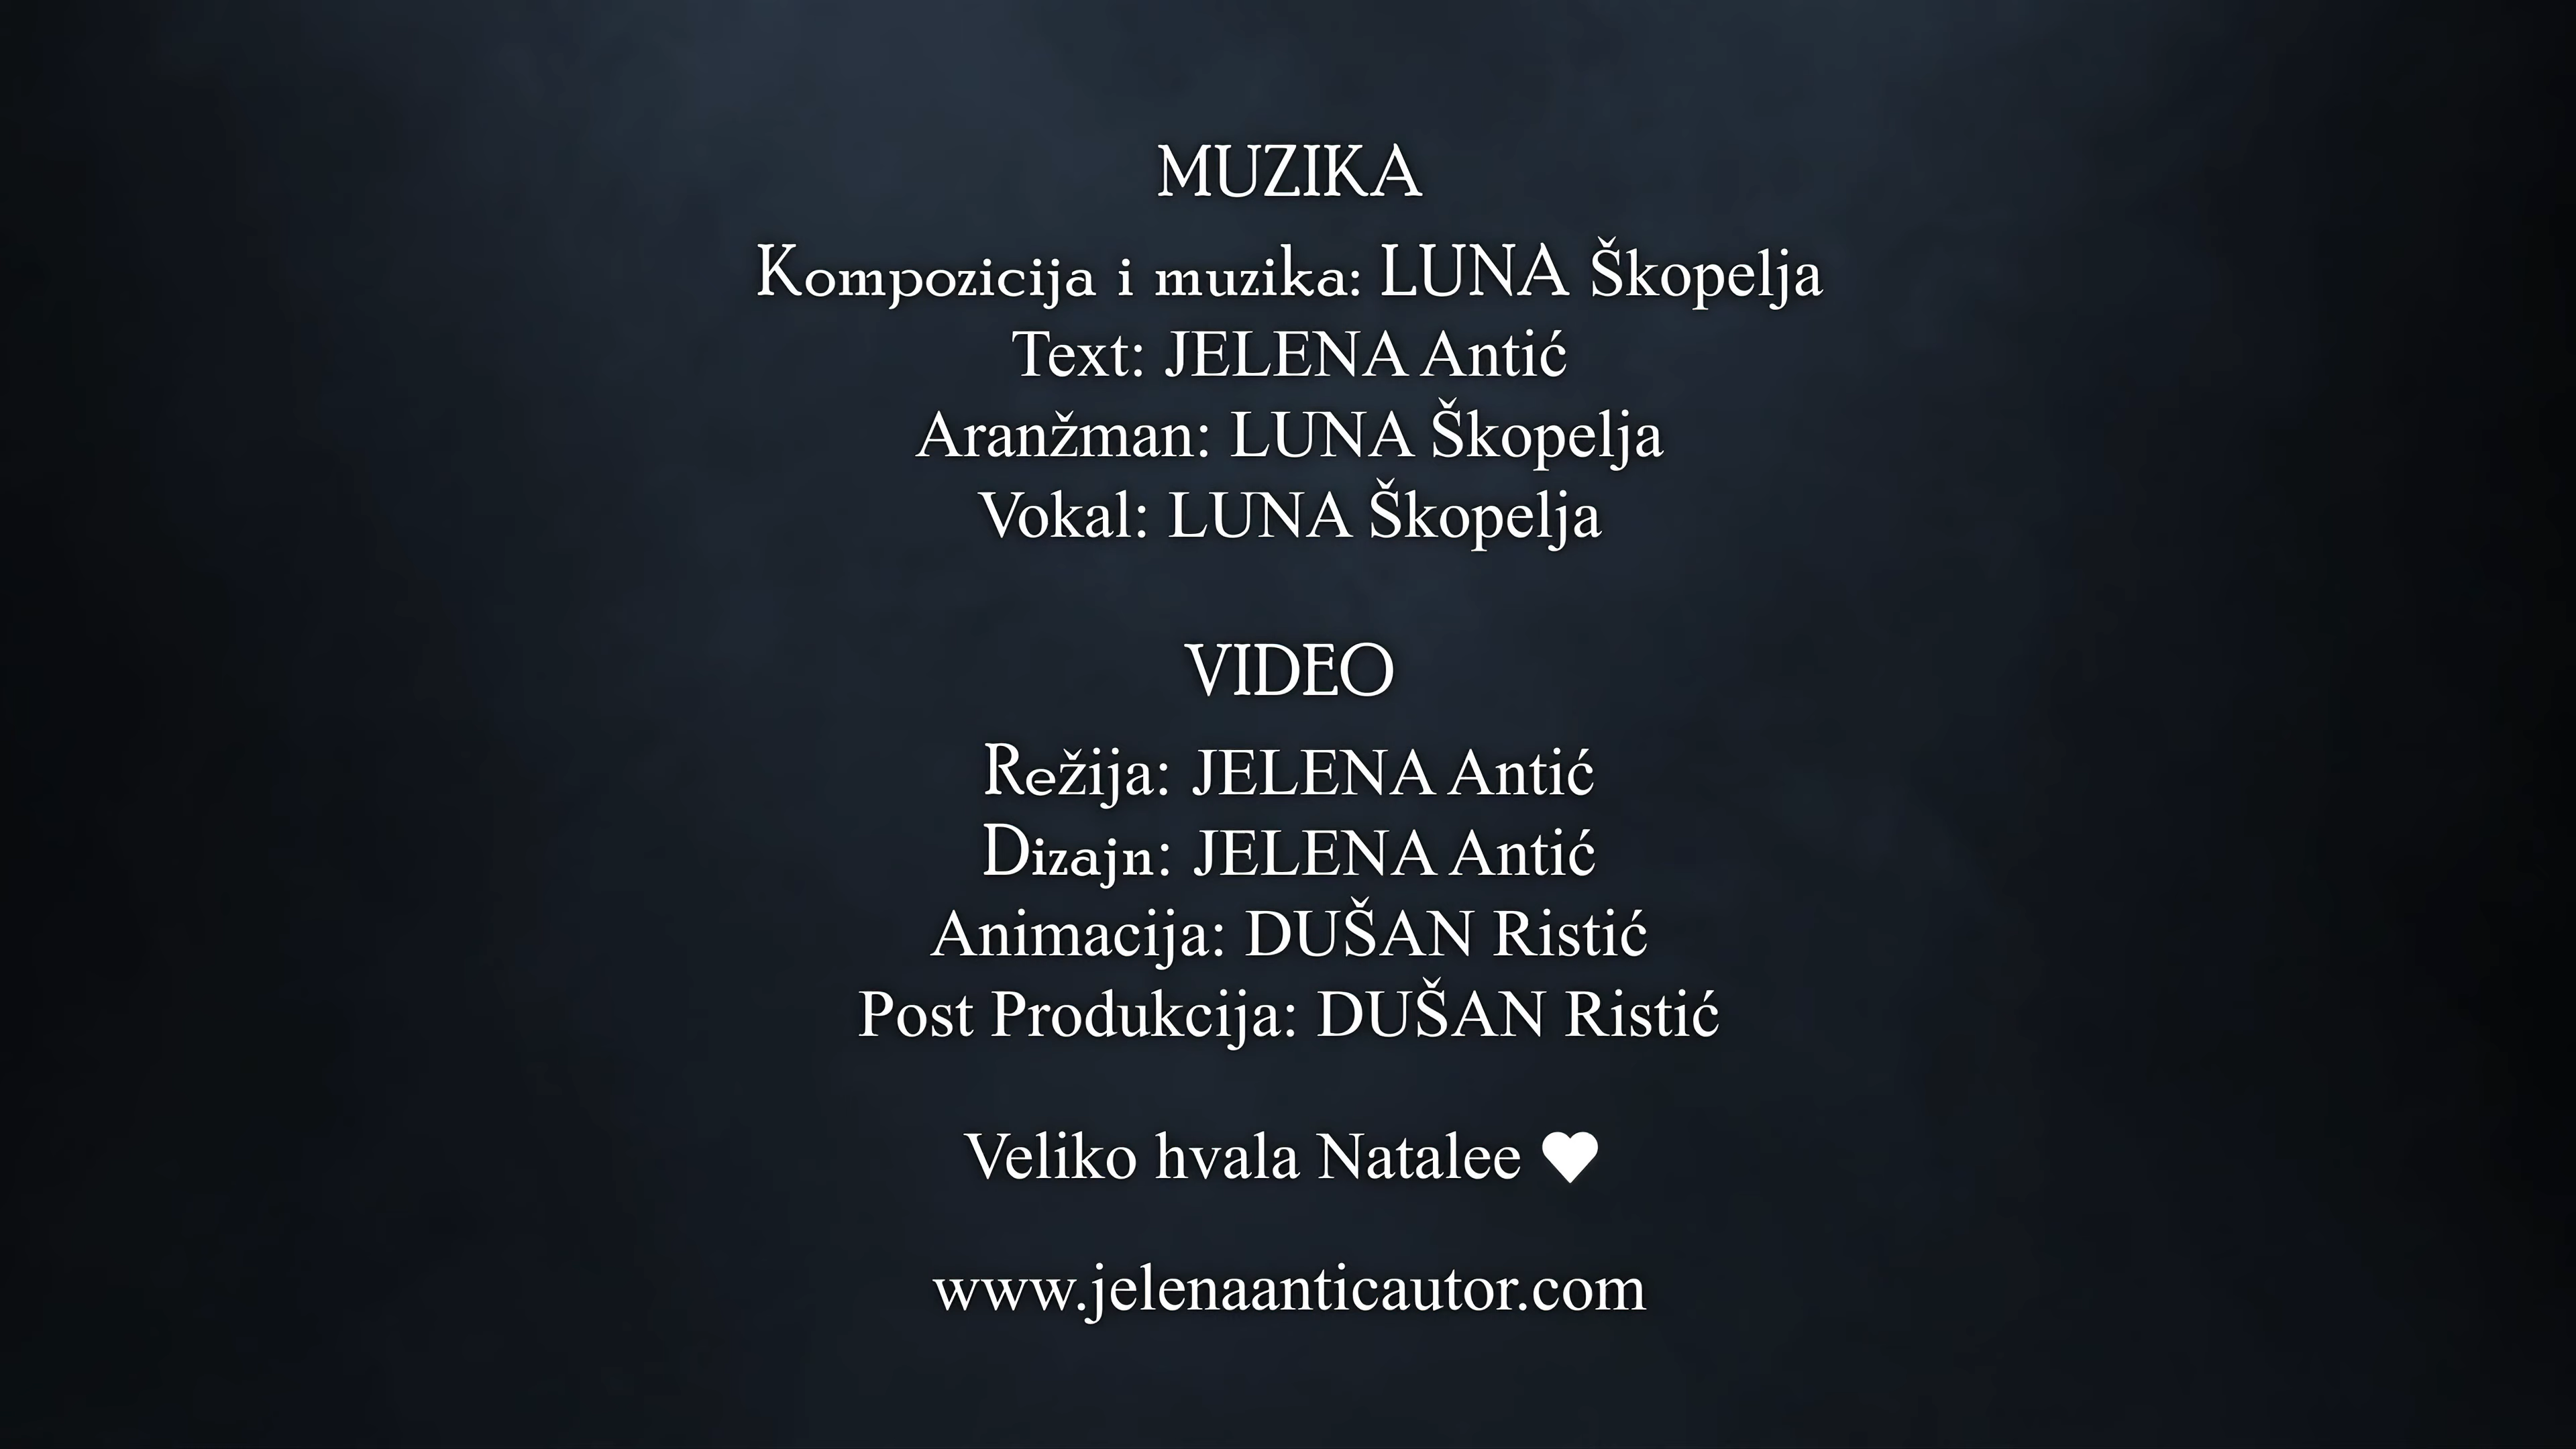 MUZIKA
Kompozicija i muzika: LUNA Škopelja
Text: JELENA Antić
Aranžman: LUNA Škopelja
Vokal: LUNA Škopelja
VIDEO
Režija: JELENA Antić
Dizajn: JELENA Antić
Animacija: DUŠAN Ristić
Post Produkcija: DUŠAN Ristić
Veliko hvala Natalee ♥
www.jelenaanticautor.com